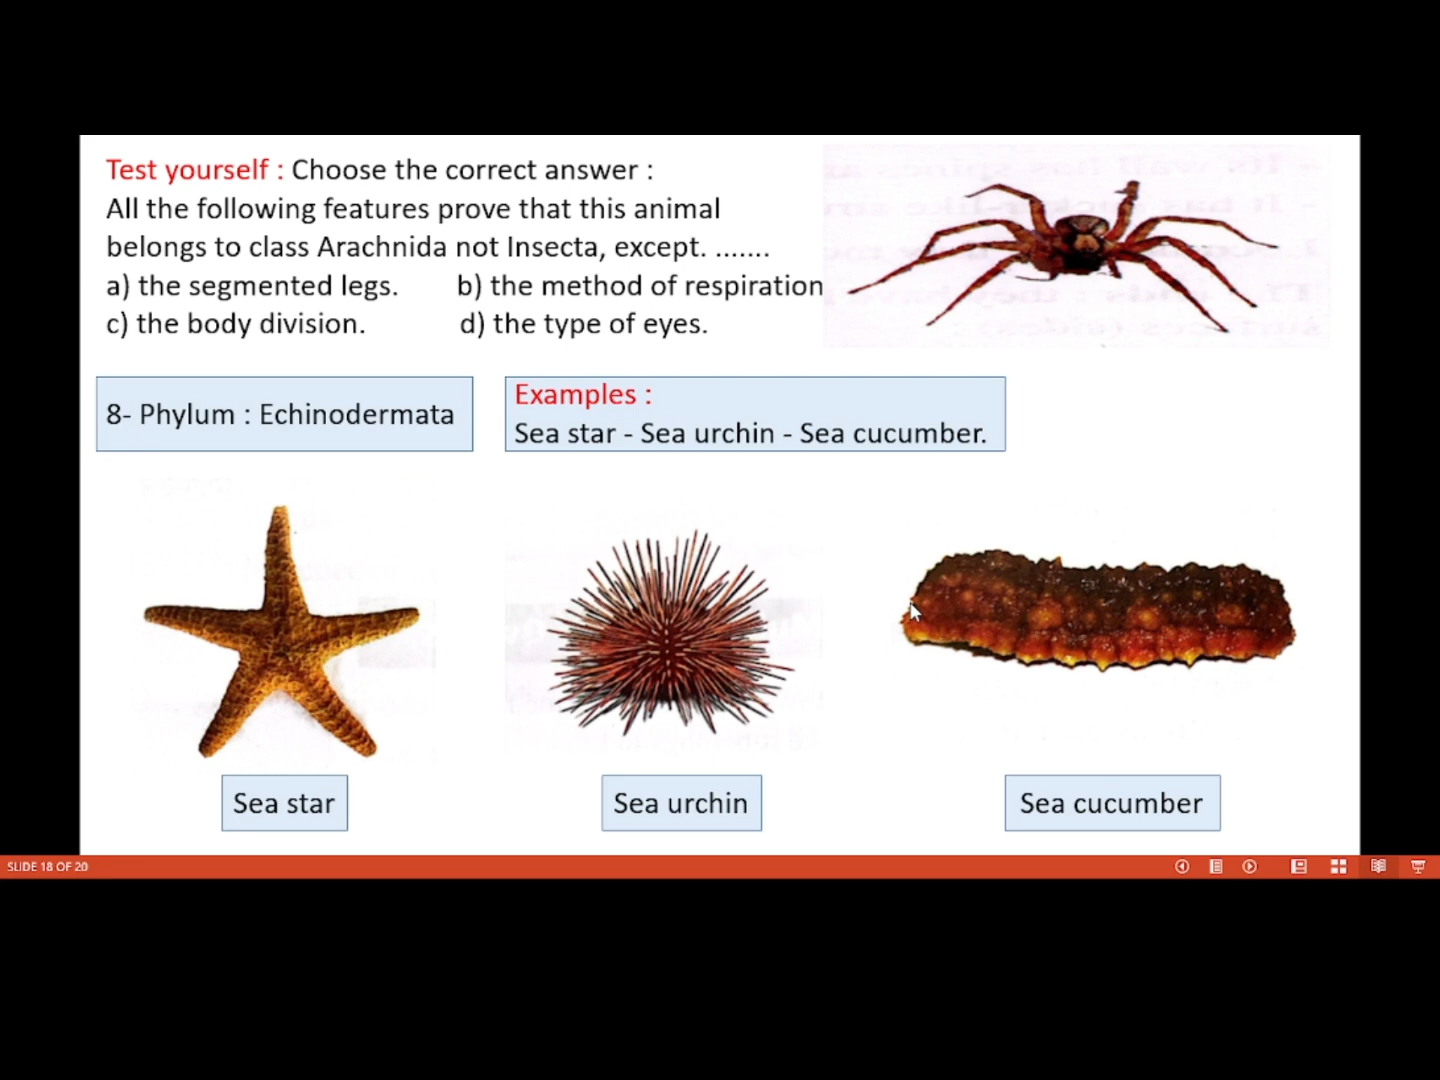 Test yourself : Choose the correct answer :
All the following features prove that this animal
belongs to class Arachnida not Insecta, except. .......
a) the segmented legs. b) the method of respiration
c) the body division. d) the type of eyes.
8- Phylum : Echinodermata
Examples :
Sea star - Sea urchin - Sea cucumber.
Sea star
Sea urchin
Sea cucumber
SLIDE 18 OF 20